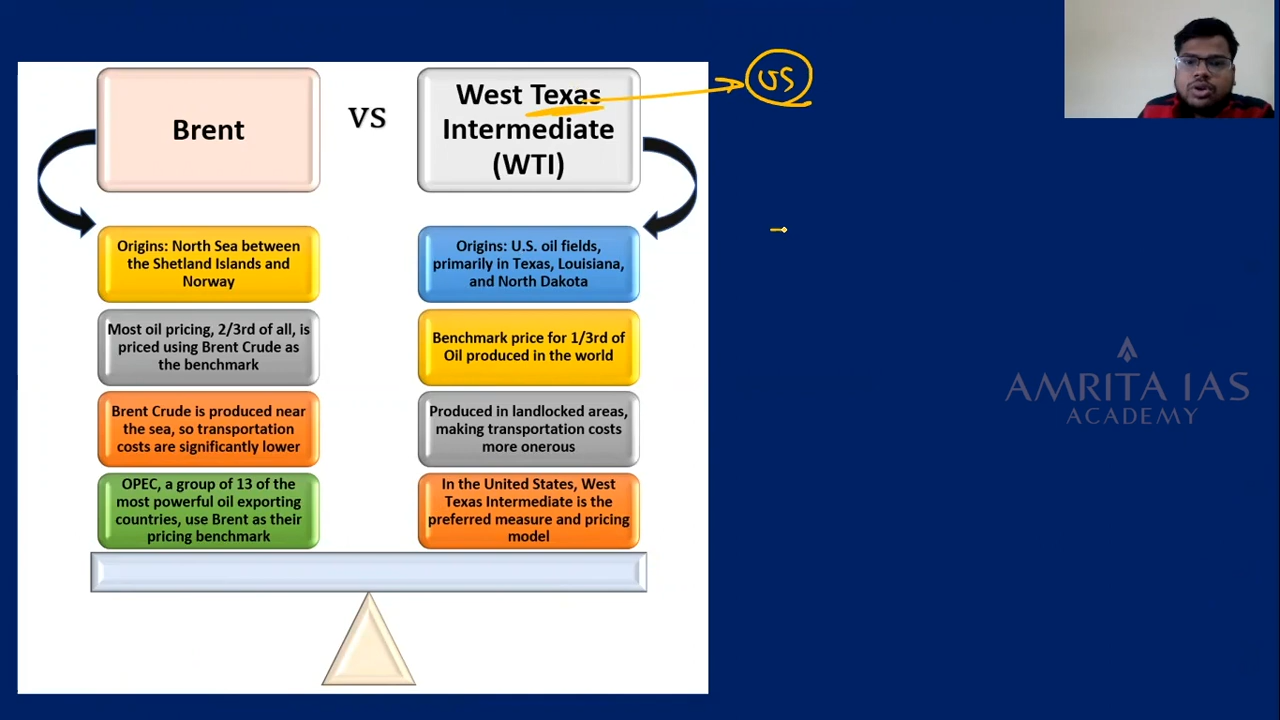 Brent
vs
West Texas
Intermediate
(WTI)
US
Origins: North Sea between
the Shetland Islands and
Norway
Origins: U.S. oil fields,
primarily in Texas, Louisiana,
and North Dakota
Most oil pricing, 2/3rd of all, is
priced using Brent Crude as
the benchmark
Benchmark price for 1/3rd of
Oil produced in the world
Brent Crude is produced near
the sea, so transportation
costs are significantly lower
Produced in landlocked areas,
making transportation costs
more onerous
OPEC, a group of 13 of the
most powerful oil exporting
countries, use Brent as their
pricing benchmark
In the United States, West
Texas Intermediate is the
preferred measure and pricing
model
AMRITA IAS
ACADEMY